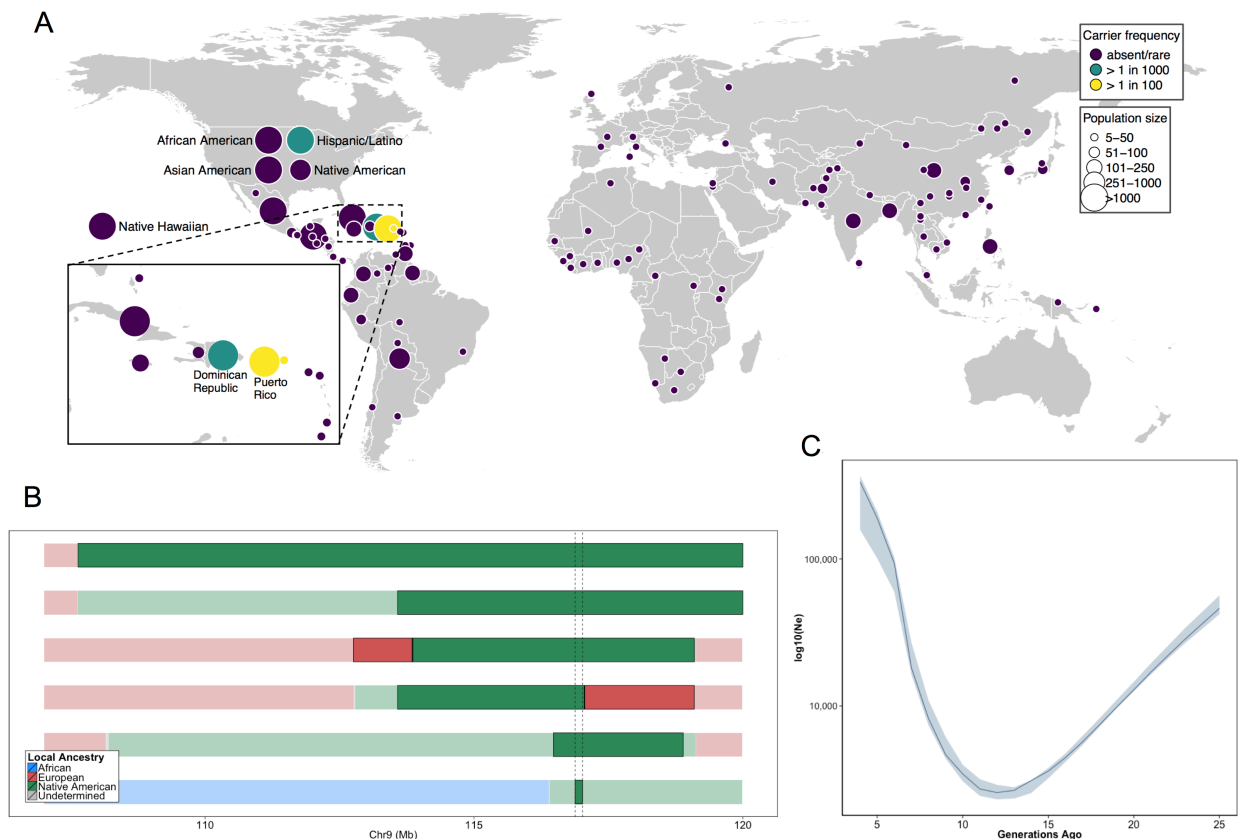 A
Carrier frequency
absent/rare
> 1 in 1000
> 1 in 100
Population size
5–50
51–100
101–250
251–1000
>1000
African American
Hispanic/Latino
Asian American
Native American
Native Hawaiian
Dominican
Republic
Puerto
Rico
B
Local Ancestry
African
European
Native American
Undetermined
110
115
120
Chr9 (Mb)
C
log10(Ne)
100,000
10,000
5
10
15
20
25
Generations Ago